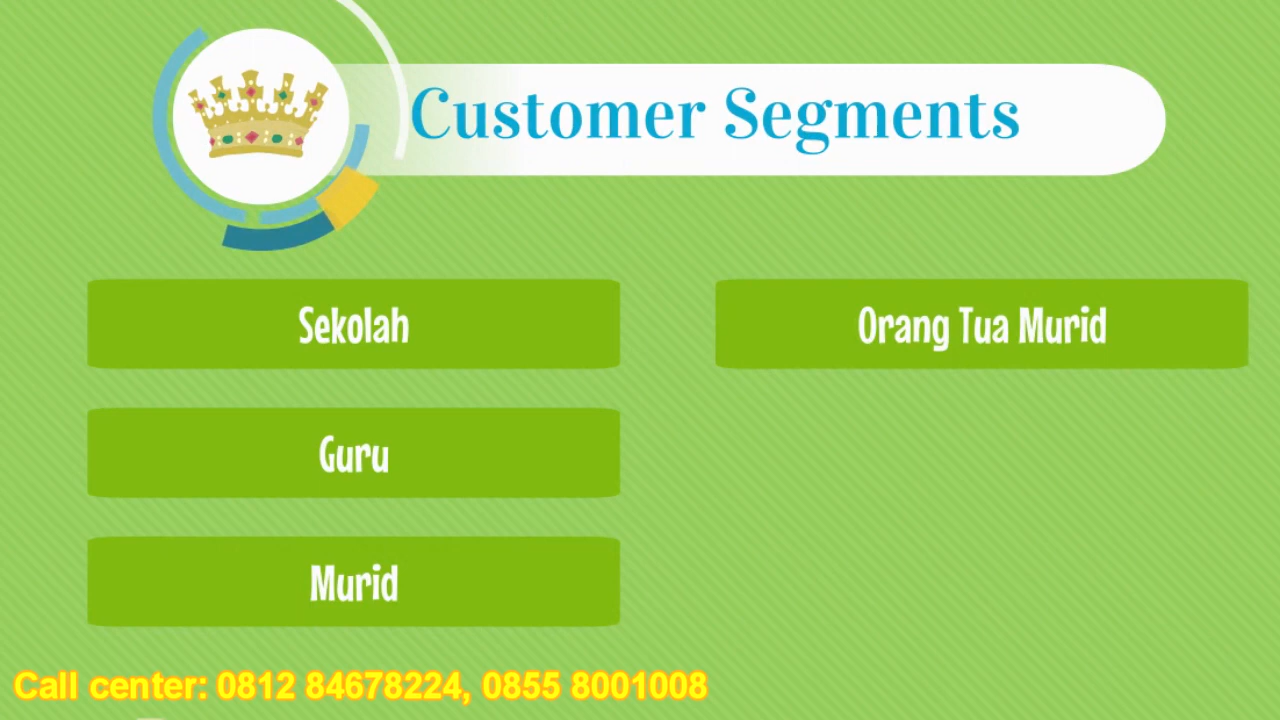 Customer Segments
Sekolah
Orang Tua Murid
Guru
Murid
Call center: 0812 84678224, 0855 8001008